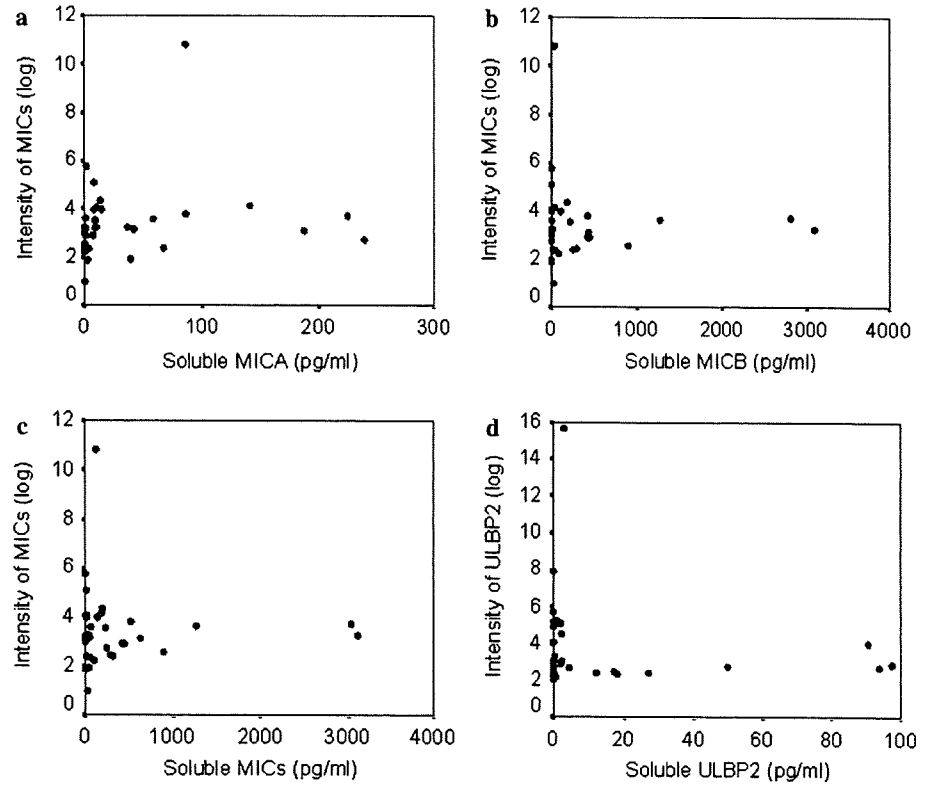 a
12
10
8
6
4
2
0
Intensity of MICs (log)
0 100 200 300
Soluble MICA (pg/ml)
b
12
10
8
6
4
2
0
Intensity of MICs (log)
0 1000 2000 3000 4000
Soluble MICB (pg/ml)
c
12
10
8
6
4
2
0
Intensity of MICs (log)
0 1000 2000 3000 4000
Soluble MICs (pg/ml)
d
16
14
12
10
8
6
4
2
0
Intensity of ULBP2 (log)
0 20 40 60 80 100
Soluble ULBP2 (pg/ml)